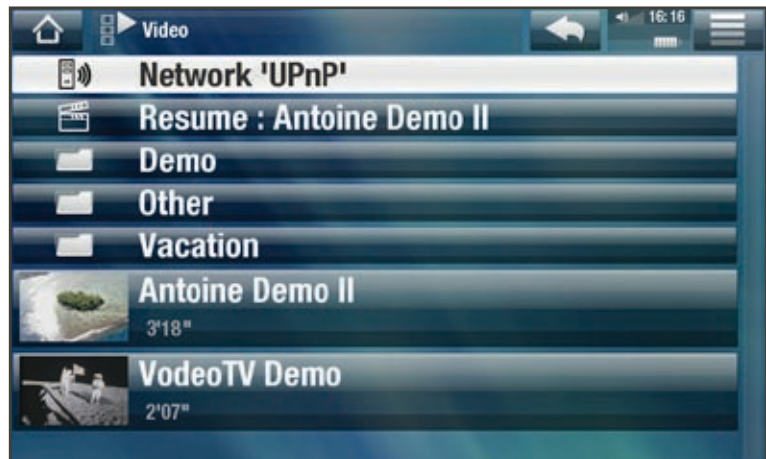 Video
16:16
Network 'UPnP'
Resume : Antoine Demo II
Demo
Other
Vacation
Antoine Demo II
3'18"
VodeoTV Demo
2'07"